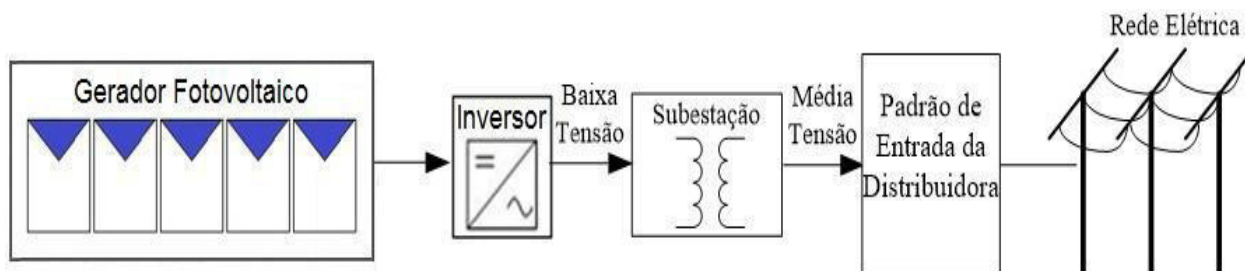 Gerador Fotovoltaico
Inversor
Baixa
Tensão
Subestação
Média
Tensão
Padrão de
Entrada da
Distribuidora
Rede Elétrica